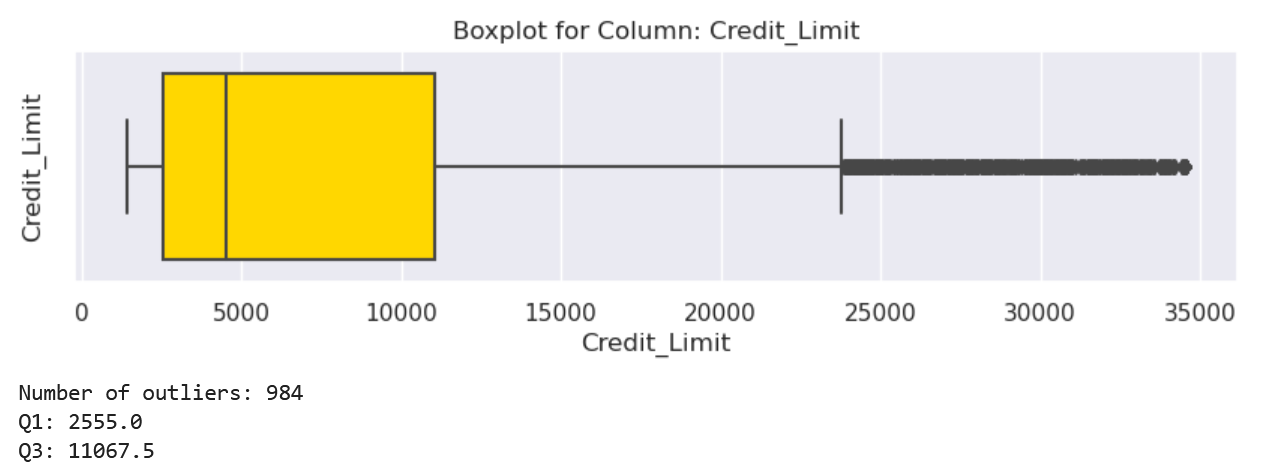 Boxplot for Column: Credit_Limit
Credit_Limit
0 5000 10000 15000 20000 25000 30000 35000
Credit_Limit
Number of outliers: 984
Q1: 2555.0
Q3: 11067.5